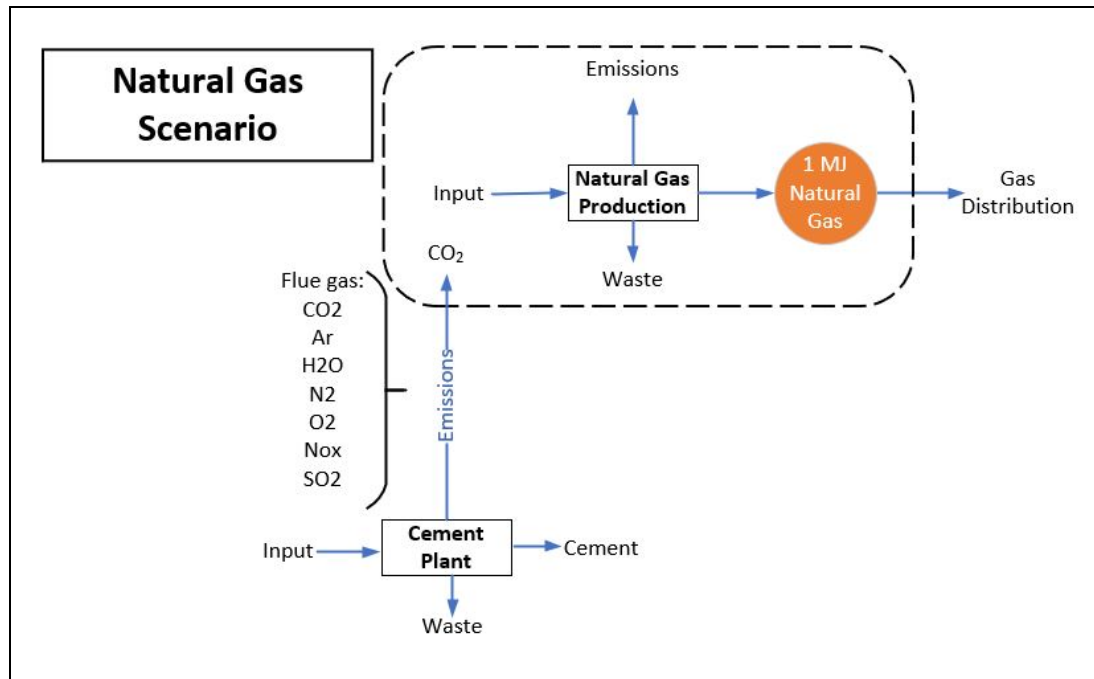 Natural Gas
Scenario
Emissions
Input
Natural Gas
Production
1 MJ
Natural
Gas
Gas
Distribution
Waste
CO₂
Flue gas:
CO2
Ar
H2O
N2
O2
Nox
SO2
Emissions
Input
Cement
Plant
Cement
Waste